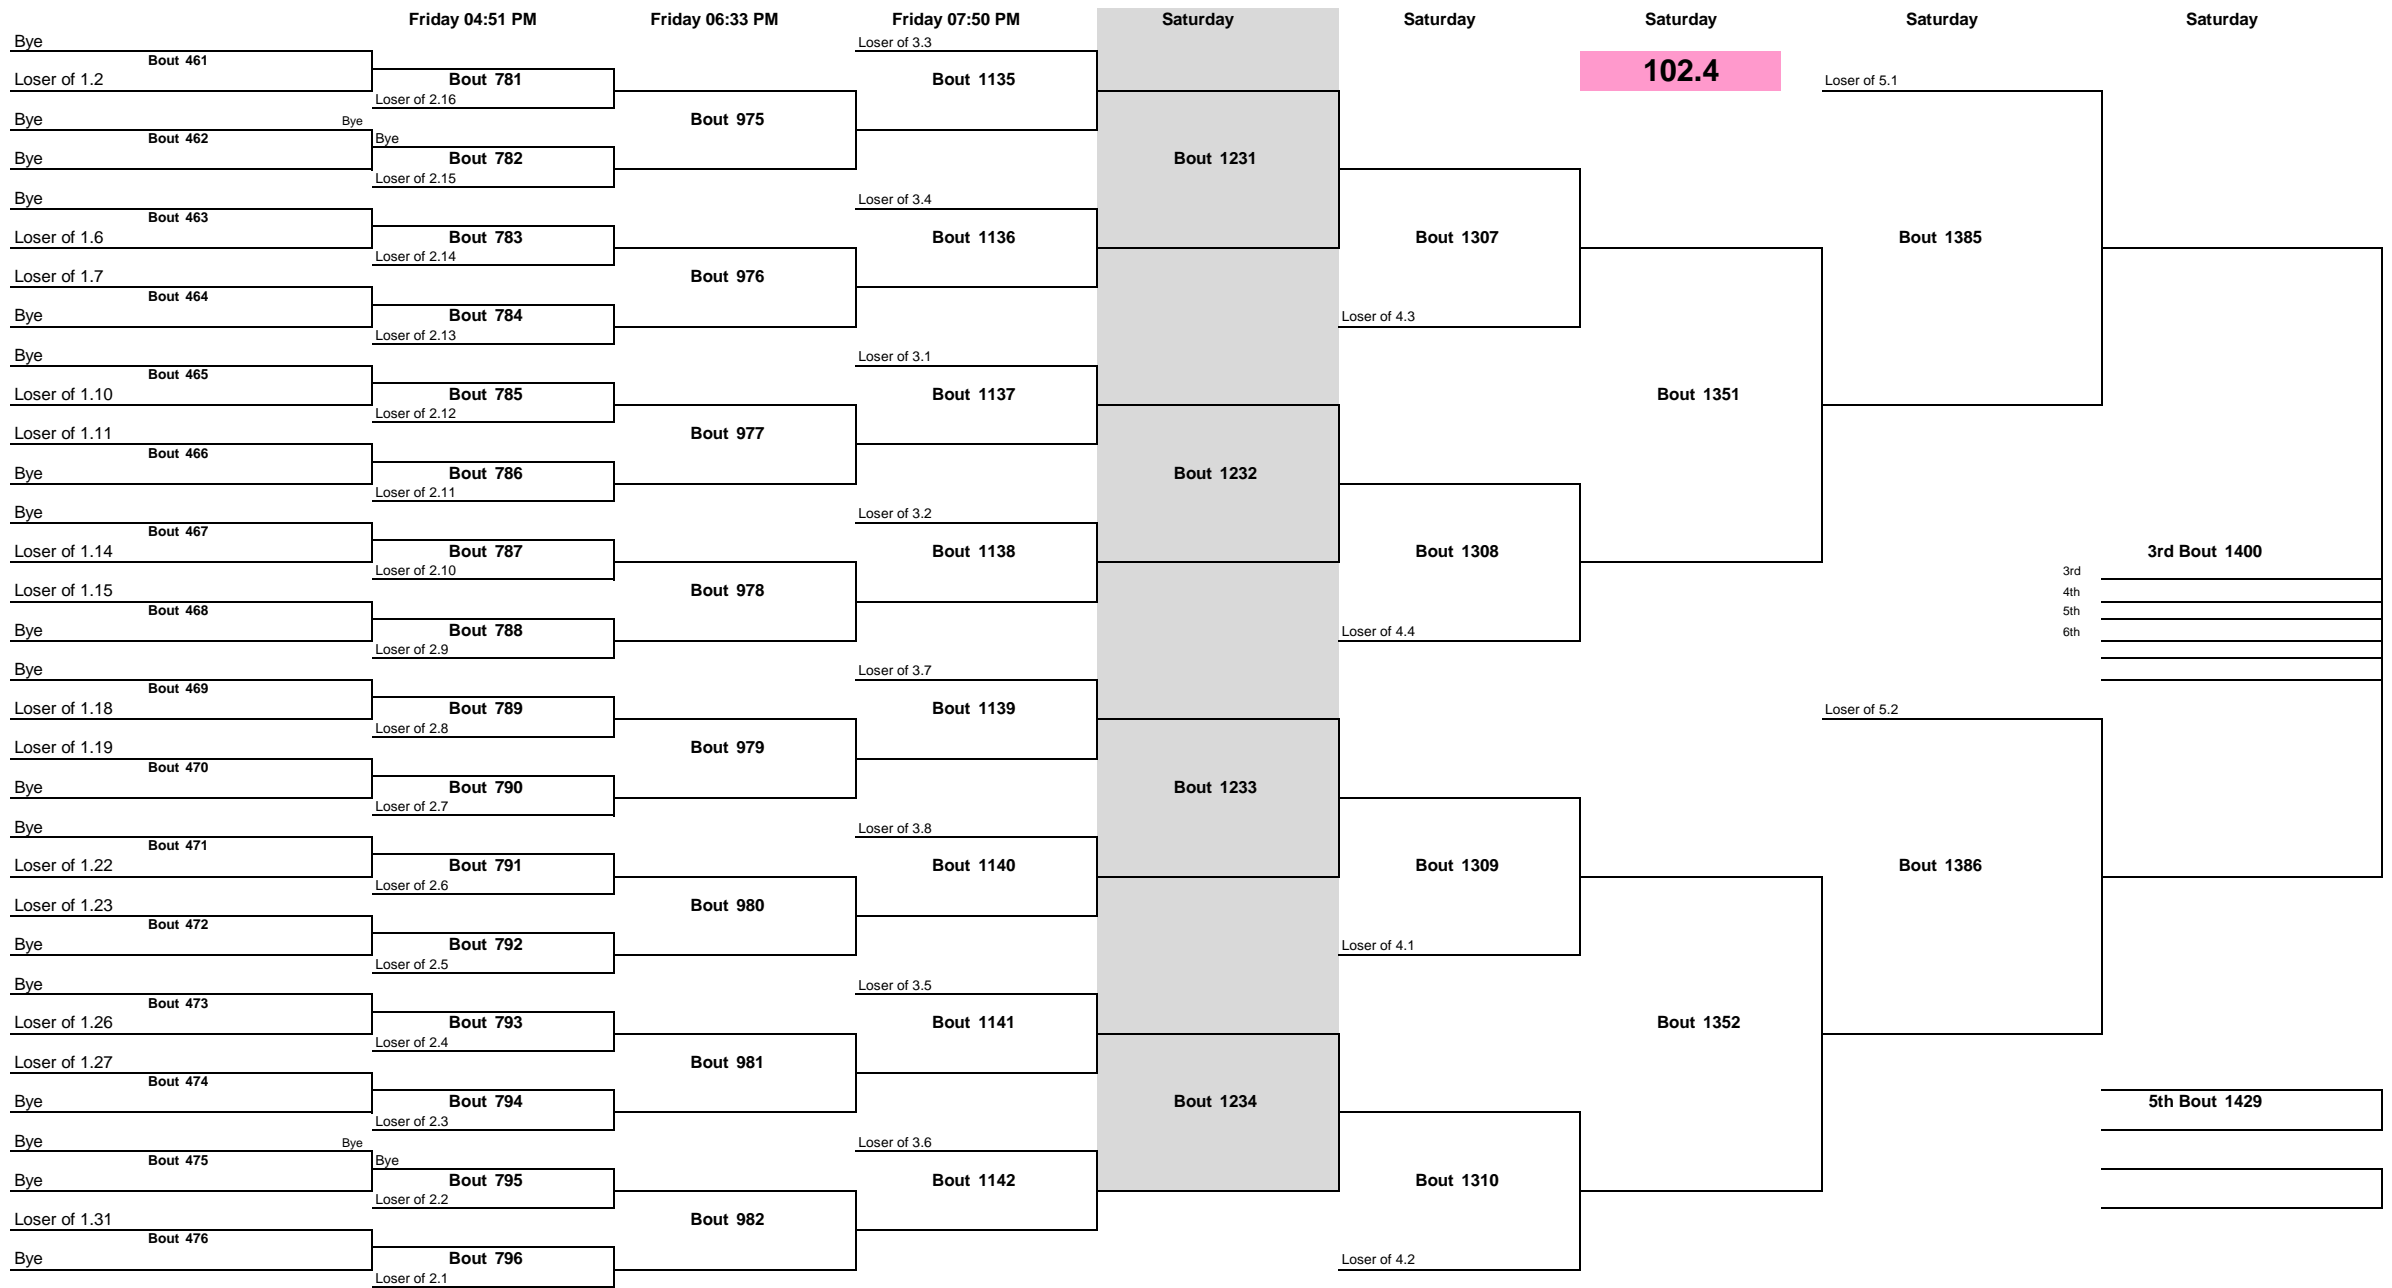 Friday 04:51 PM Friday 06:33 PM Friday 07:50 PM Saturday Saturday Saturday Saturday Saturday
Bye Loser of 3.3
Bout 461
Loser of 1.2 Bout 781 Bout 1135 102.4 Loser of 5.1
Loser of 2.16
Bye Bye Bout 975
Bout 462 Bye
Bye Bout 782 Bout 1231
Loser of 2.15
Bye Loser of 3.4
Bout 463
Loser of 1.6 Bout 783 Bout 1136 Bout 1307 Bout 1385
Loser of 2.14
Loser of 1.7 Bout 976
Bout 464
Bye Bout 784 Loser of 4.3
Loser of 2.13
Bye Loser of 3.1
Bout 465
Loser of 1.10 Bout 785 Bout 1137 Bout 1351
Loser of 2.12
Loser of 1.11 Bout 977
Bout 466
Bye Bout 786 Bout 1232
Loser of 2.11
Bye Loser of 3.2
Bout 467
Loser of 1.14 Bout 787 Bout 1138 Bout 1308 3rd Bout 1400
Loser of 2.10 3rd
Loser of 1.15 Bout 978 4th
Bout 468 5th
Bye Bout 788 Loser of 4.4 6th
Loser of 2.9
Bye Loser of 3.7
Bout 469
Loser of 1.18 Bout 789 Bout 1139 Loser of 5.2
Loser of 2.8
Loser of 1.19 Bout 979
Bout 470
Bye Bout 790 Bout 1233
Loser of 2.7
Bye Loser of 3.8
Bout 471
Loser of 1.22 Bout 791 Bout 1140 Bout 1309 Bout 1386
Loser of 2.6
Loser of 1.23 Bout 980
Bout 472
Bye Bout 792 Loser of 4.1
Loser of 2.5
Bye Loser of 3.5
Bout 473
Loser of 1.26 Bout 793 Bout 1141 Bout 1352
Loser of 2.4
Loser of 1.27 Bout 981
Bout 474
Bye Bout 794 Bout 1234 5th Bout 1429
Loser of 2.3
Bye Bye Loser of 3.6
Bout 475 Bye
Bye Bout 795 Bout 1142 Bout 1310
Loser of 2.2
Loser of 1.31 Bout 982
Bout 476
Bye Bout 796 Loser of 4.2
Loser of 2.1